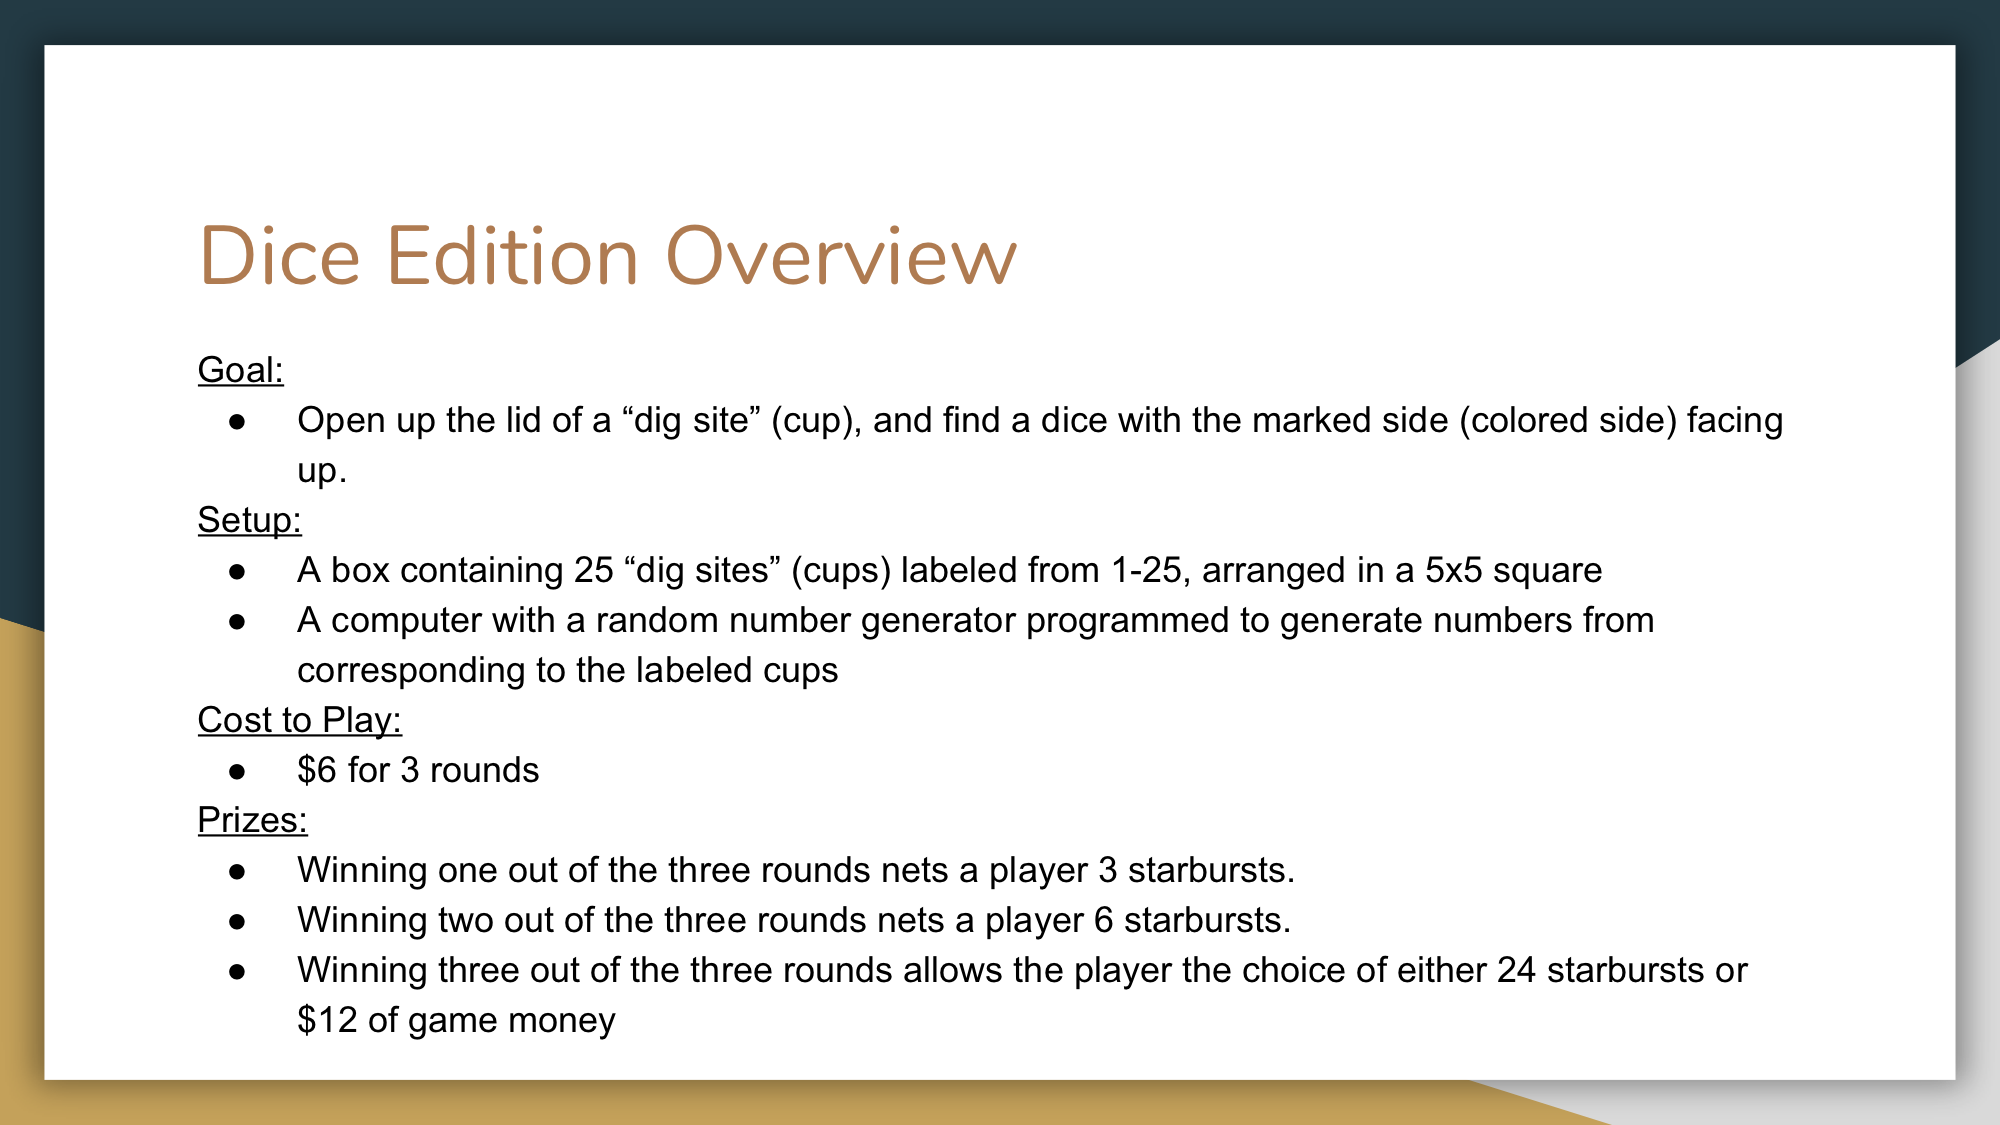 Dice Edition Overview
Goal:
● Open up the lid of a “dig site” (cup), and find a dice with the marked side (colored side) facing
up.
Setup:
● A box containing 25 “dig sites” (cups) labeled from 1-25, arranged in a 5x5 square
● A computer with a random number generator programmed to generate numbers from
corresponding to the labeled cups
Cost to Play:
● $6 for 3 rounds
Prizes:
● Winning one out of the three rounds nets a player 3 starbursts.
● Winning two out of the three rounds nets a player 6 starbursts.
● Winning three out of the three rounds allows the player the choice of either 24 starbursts or
$12 of game money